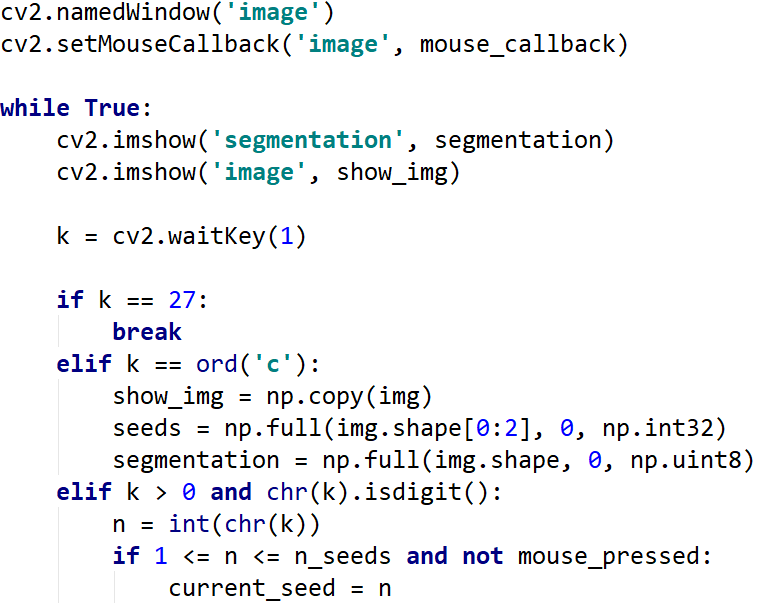 cv2.namedWindow('image')
cv2.setMouseCallback('image', mouse_callback)

while True:
    cv2.imshow('segmentation', segmentation)
    cv2.imshow('image', show_img)

    k = cv2.waitKey(1)

    if k == 27:
        break
    elif k == ord('c'):
        show_img = np.copy(img)
        seeds = np.full(img.shape[0:2], 0, np.int32)
        segmentation = np.full(img.shape, 0, np.uint8)
    elif k > 0 and chr(k).isdigit():
        n = int(chr(k))
        if 1 <= n <= n_seeds and not mouse_pressed:
            current_seed = n